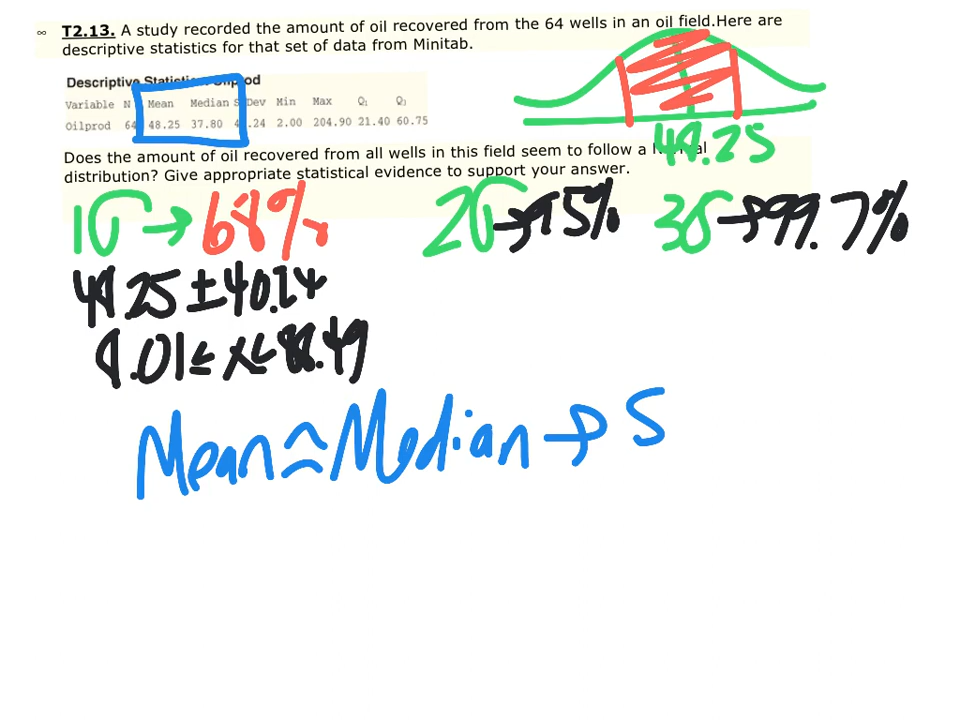 ∞ T2.13. A study recorded the amount of oil recovered from the 64 wells in an oil field.Here are
descriptive statistics for that set of data from Minitab.
Descriptive
Variable N Mean Median Dev Min Max Q₁ Q₃
Oilprod 64 48.25 37.80 .24 2.00 204.90 21.40 60.75
48.25
Does the amount of oil recovered from all wells in this field seem to follow a
distribution? Give appropriate statistical evidence to support your answer.
1σ → 68% 2σ → 95% 3σ → 99.7%
48.25 ± 40.24
8.01 ≤ x ≤ 88.49
Mean ≈ Median → S